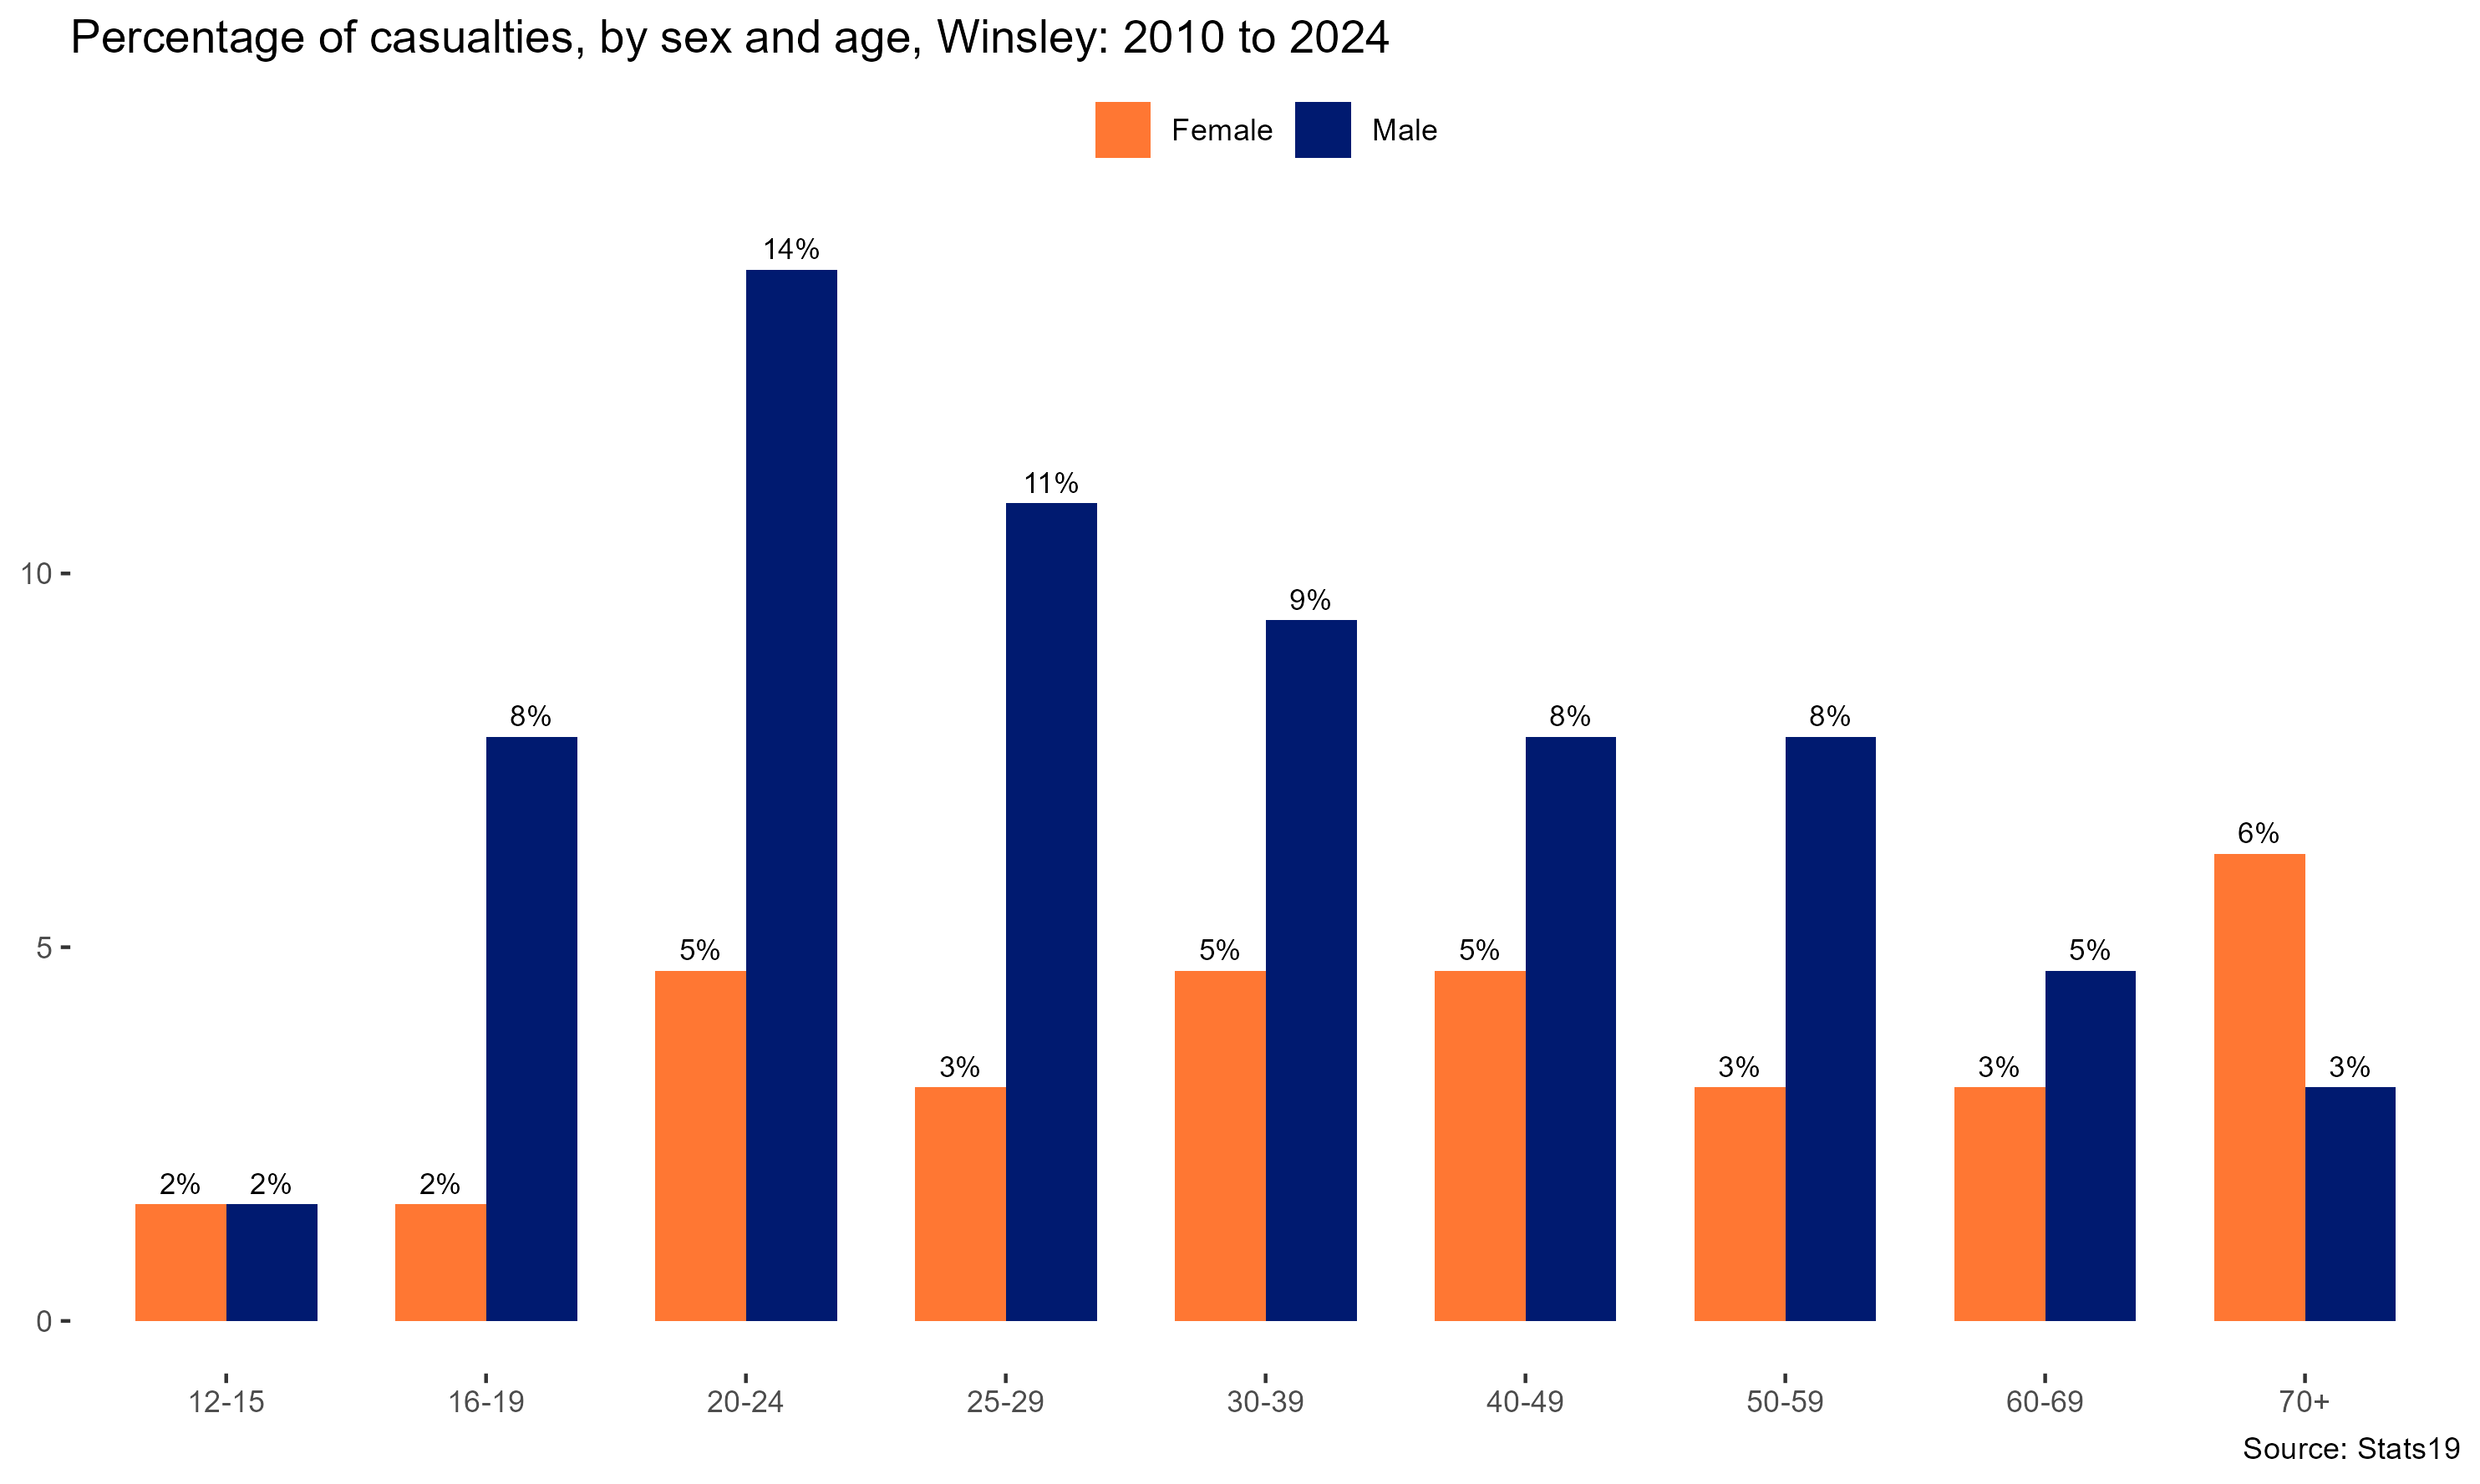 Percentage of casualties, by sex and age, Winsley: 2010 to 2024
Female Male
14%
11%
10
9%
8% 8% 8%
6%
5
5% 5% 5% 5%
3% 3% 3% 3%
2% 2% 2%
0
12-15 16-19 20-24 25-29 30-39 40-49 50-59 60-69 70+
Source: Stats19